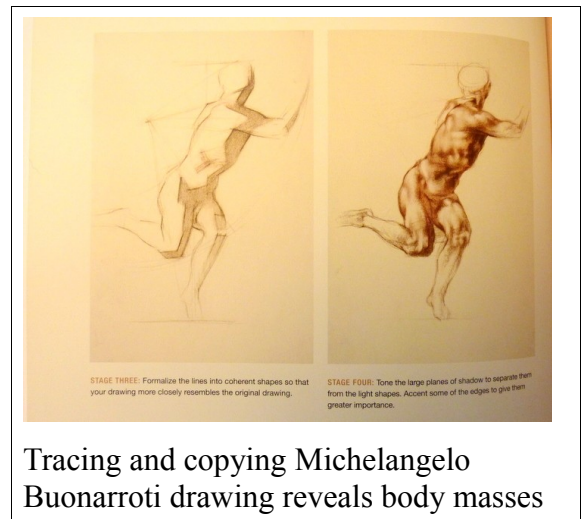 STAGE THREE: Formalize the lines into coherent shapes so that
your drawing more closely resembles the original drawing.
STAGE FOUR: Tone the large planes of shadow to separate them
from the light shapes. Accent some of the edges to give them
greater importance.
Tracing and copying Michelangelo
Buonarroti drawing reveals body masses